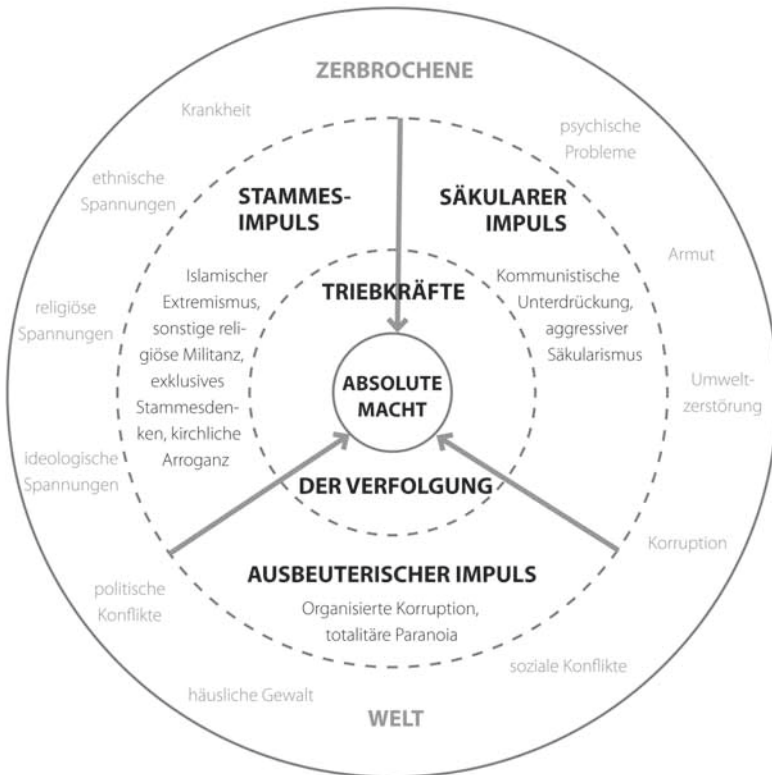 ZERBROCHENE
Krankheit
psychische
Probleme
ethnische
Spannungen
STAMMES-
IMPULS
SÄKULARER
IMPULS
Armut
Islamischer
Extremismus,
sonstige reli-
giöse Militanz,
exklusives
Stammesden-
ken, kirchliche
Arroganz
TRIEBKRÄFTE
Kommunistische
Unterdrückung,
aggressiver
Säkularismus
religiöse
Spannungen
ABSOLUTE
MACHT
Umwelt-
zerstörung
ideologische
Spannungen
DER VERFOLGUNG
Korruption
AUSBEUTERISCHER IMPULS
Organisierte Korruption,
totalitäre Paranoia
politische
Konflikte
soziale Konflikte
häusliche Gewalt
WELT